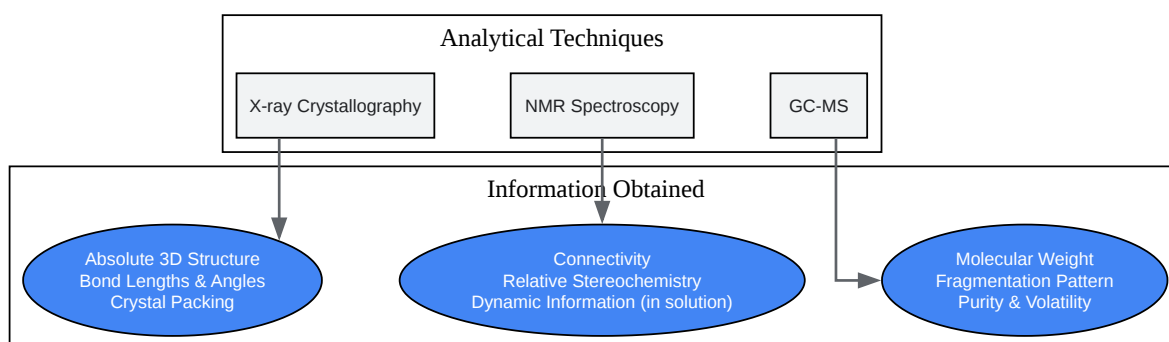 Analytical Techniques
X-ray Crystallography
NMR Spectroscopy
GC-MS
Information Obtained
Absolute 3D Structure
Bond Lengths & Angles
Crystal Packing
Connectivity
Relative Stereochemistry
Dynamic Information (in solution)
Molecular Weight
Fragmentation Pattern
Purity & Volatility